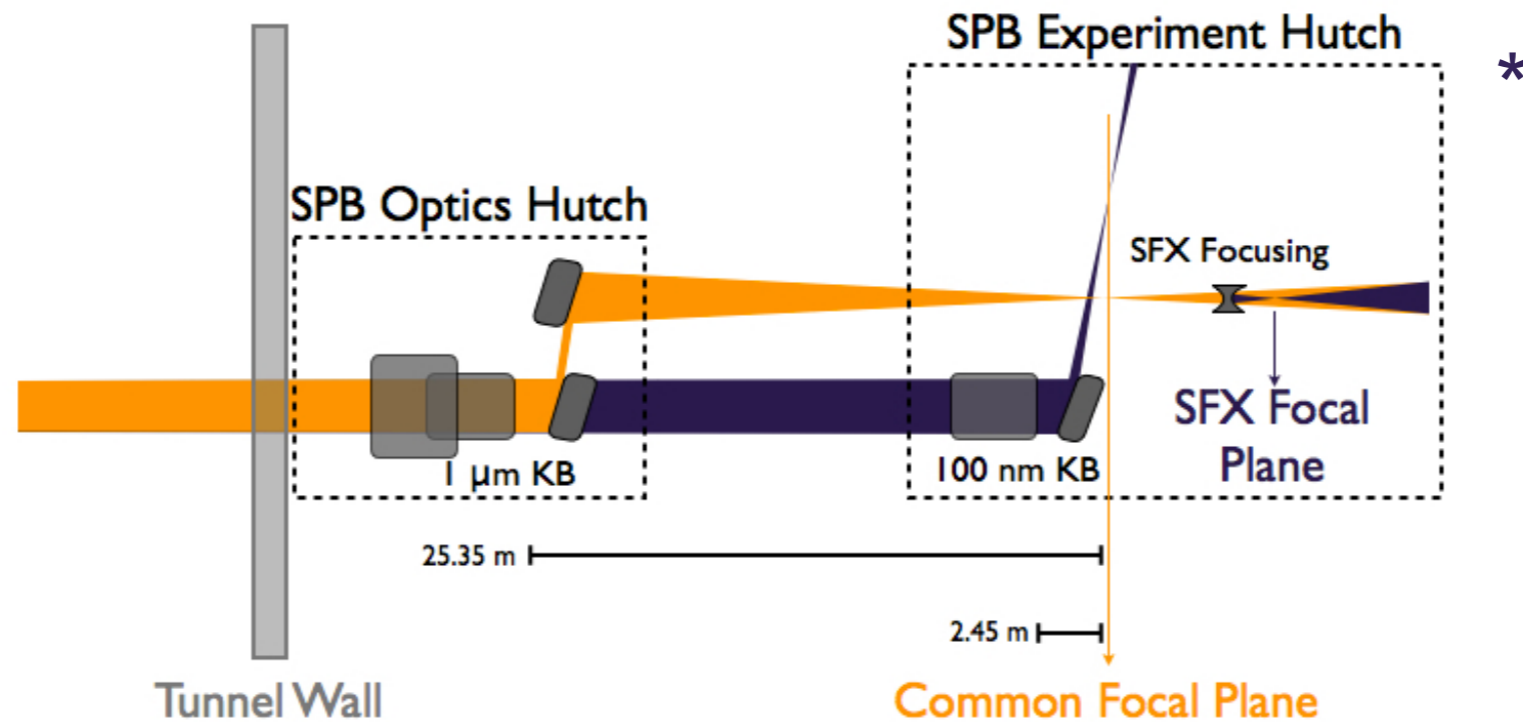 SPB Experiment Hutch
*
SPB Optics Hutch
SFX Focusing
SFX Focal
Plane
1 μm KB
100 nm KB
25.35 m
2.45 m
Tunnel Wall
Common Focal Plane